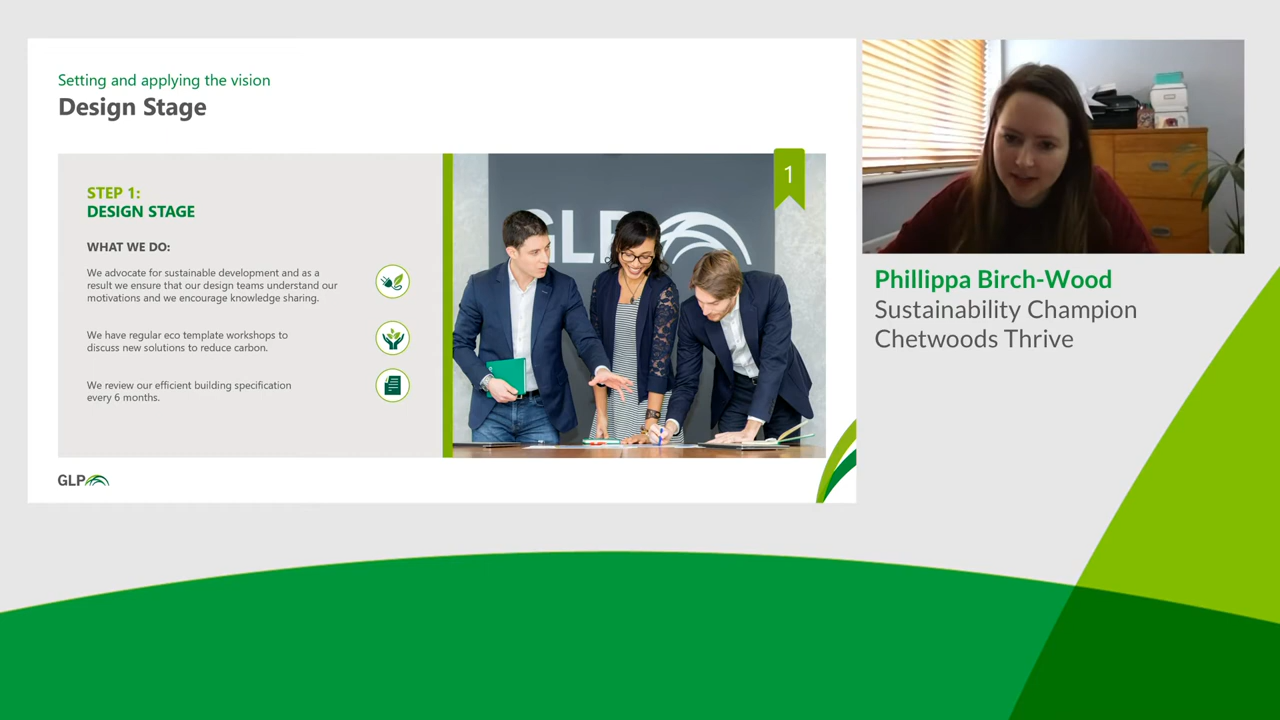 Setting and applying the vision
Design Stage
STEP 1:
DESIGN STAGE
WHAT WE DO:
We advocate for sustainable development and as a
result we ensure that our design teams understand our
motivations and we encourage knowledge sharing.
We have regular eco template workshops to
discuss new solutions to reduce carbon.
We review our efficient building specification
every 6 months.
1
GLP
GLP
Phillippa Birch-Wood
Sustainability Champion
Chetwoods Thrive